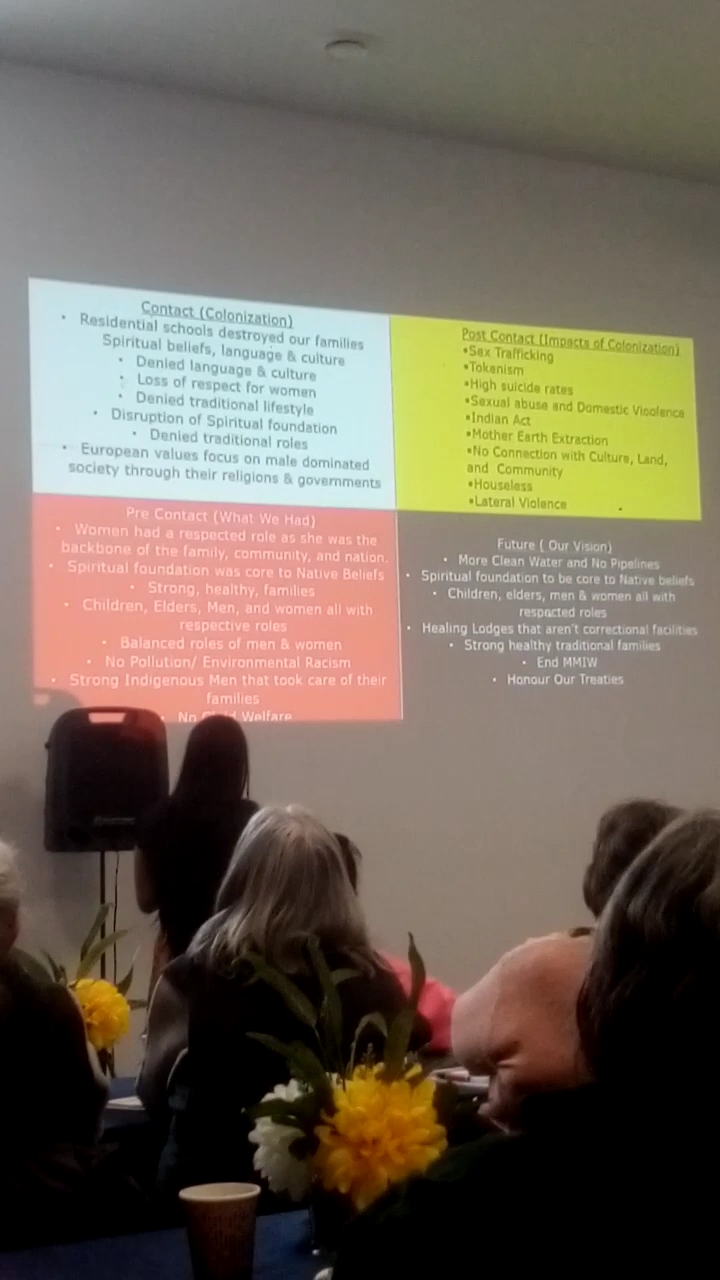 Contact (Colonization)
• Residential schools destroyed our families
Spiritual beliefs, language & culture
• Denied language & culture
• Loss of respect for women
• Denied traditional lifestyle
• Disruption of Spiritual foundation
• Denied traditional roles
• European values focus on male dominated
society through their religions & governments
Post Contact (Impacts of Colonization)
•Sex Trafficking
•Tokenism
•High suicide rates
•Sexual abuse and Domestic Vioolence
•Indian Act
•Mother Earth Extraction
•No Connection with Culture, Land,
and Community
•Houseless
•Lateral Violence
Pre Contact (What We Had)
• Women had a respected role as she was the
backbone of the family, community, and nation.
• Spiritual foundation was core to Native Beliefs
• Strong, healthy, families
• Children, Elders, Men, and women all with
respective roles
• Balanced roles of men & women
• No Pollution/ Environmental Racism
• Strong Indigenous Men that took care of their
families
• No Child Welfare
Future ( Our Vision)
• More Clean Water and No Pipelines
• Spiritual foundation to be core to Native beliefs
• Children, elders, men & women all with
respected roles
• Healing Lodges that aren't correctional facilities
• Strong healthy traditional families
• End MMIW
• Honour Our Treaties